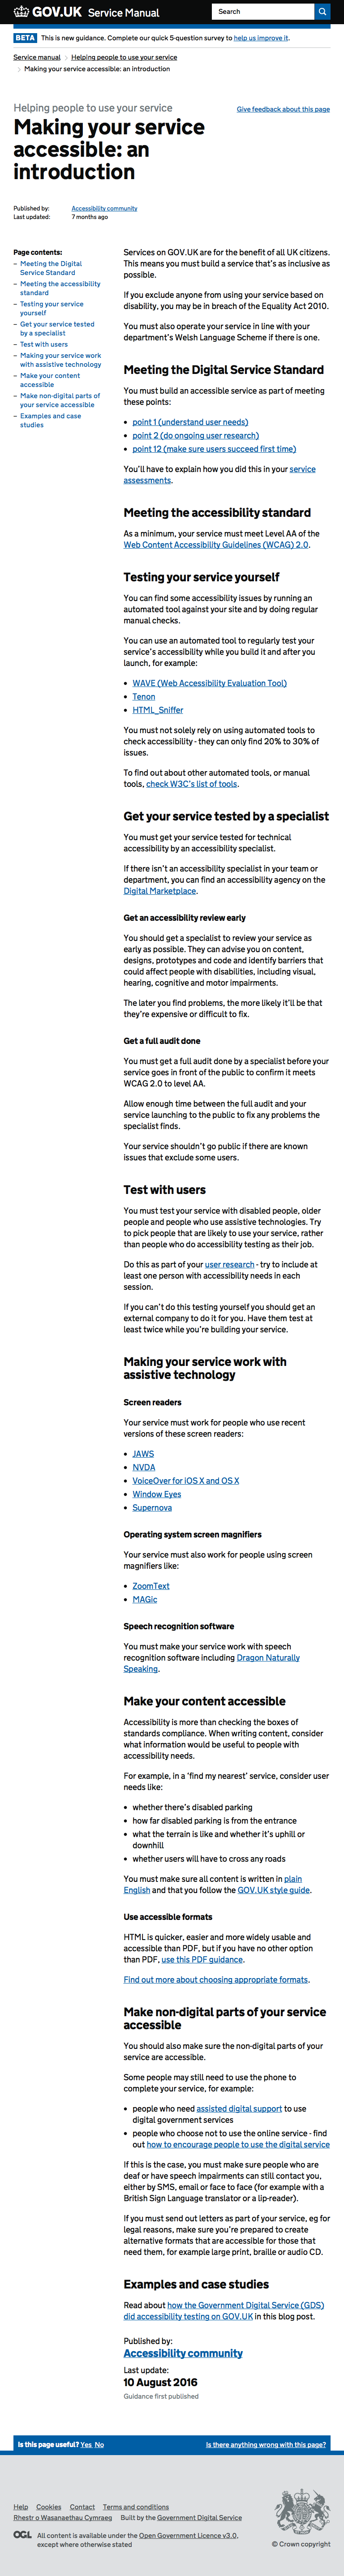 GOV.UK Service Manual
Search
BETA This is new guidance. Complete our quick 5-question survey to help us improve it.
Service manual > Helping people to use your service
> Making your service accessible: an introduction
Helping people to use your service
Give feedback about this page
Making your service
accessible: an
introduction
Published by: Accessibility community
Last updated: 7 months ago
Page contents:
– Meeting the Digital
Service Standard
– Meeting the accessibility
standard
– Testing your service
yourself
– Get your service tested
by a specialist
– Test with users
– Making your service work
with assistive technology
– Make your content
accessible
– Make non-digital parts of
your service accessible
– Examples and case
studies
Services on GOV.UK are for the benefit of all UK citizens.
This means you must build a service that's as inclusive as
possible.
If you exclude anyone from using your service based on
disability, you may be in breach of the Equality Act 2010.
You must also operate your service in line with your
department's Welsh Language Scheme if there is one.
Meeting the Digital Service Standard
You must build an accessible service as part of meeting
these points:
• point 1 (understand user needs)
• point 2 (do ongoing user research)
• point 12 (make sure users succeed first time)
You'll have to explain how you did this in your service
assessments.
Meeting the accessibility standard
As a minimum, your service must meet Level AA of the
Web Content Accessibility Guidelines (WCAG) 2.0.
Testing your service yourself
You can find some accessibility issues by running an
automated tool against your site and by doing regular
manual checks.
You can use an automated tool to regularly test your
service's accessibility while you build it and after you
launch, for example:
• WAVE (Web Accessibility Evaluation Tool)
• Tenon
• HTML_Sniffer
You must not solely rely on using automated tools to
check accessibility - they can only find 20% to 30% of
issues.
To find out about other automated tools, or manual
tools, check W3C's list of tools.
Get your service tested by a specialist
You must get your service tested for technical
accessibility by an accessibility specialist.
If there isn't an accessibility specialist in your team or
department, you can find an accessibility agency on the
Digital Marketplace.
Get an accessibility review early
You should get a specialist to review your service as
early as possible. They can advise you on content,
designs, prototypes and code and identify barriers that
could affect people with disabilities, including visual,
hearing, cognitive and motor impairments.
The later you find problems, the more likely it'll be that
they're expensive or difficult to fix.
Get a full audit done
You must get a full audit done by a specialist before your
service goes in front of the public to confirm it meets
WCAG 2.0 to level AA.
Allow enough time between the full audit and your
service launching to the public to fix any problems the
specialist finds.
Your service shouldn't go public if there are known
issues that exclude some users.
Test with users
You must test your service with disabled people, older
people and people who use assistive technologies. Try
to pick people that are likely to use your service, rather
than people who do accessibility testing as their job.
Do this as part of your user research - try to include at
least one person with accessibility needs in each
session.
If you can't do this testing yourself you should get an
external company to do it for you. Have them test at
least twice while you're building your service.
Making your service work with
assistive technology
Screen readers
Your service must work for people who use recent
versions of these screen readers:
• JAWS
• NVDA
• VoiceOver for iOS X and OS X
• Window Eyes
• Supernova
Operating system screen magnifiers
Your service must also work for people using screen
magnifiers like:
• ZoomText
• MAGic
Speech recognition software
You must make your service work with speech
recognition software including Dragon Naturally
Speaking.
Make your content accessible
Accessibility is more than checking the boxes of
standards compliance. When writing content, consider
what information would be useful to people with
accessibility needs.
For example, in a 'find my nearest' service, consider user
needs like:
• whether there's disabled parking
• how far disabled parking is from the entrance
• what the terrain is like and whether it's uphill or
downhill
• whether users will have to cross any roads
You must make sure all content is written in plain
English and that you follow the GOV.UK style guide.
Use accessible formats
HTML is quicker, easier and more widely usable and
accessible than PDF, but if you have no other option
than PDF, use this PDF guidance.
Find out more about choosing appropriate formats.
Make non-digital parts of your service
accessible
You should also make sure the non-digital parts of your
service are accessible.
Some people may still need to use the phone to
complete your service, for example:
• people who need assisted digital support to use
digital government services
• people who choose not to use the online service - find
out how to encourage people to use the digital service
If this is the case, you must make sure people who are
deaf or have speech impairments can still contact you,
either by SMS, email or face to face (for example with a
British Sign Language translator or a lip-reader).
If you must send out letters as part of your service, eg for
legal reasons, make sure you're prepared to create
alternative formats that are accessible for those that
need them, for example large print, braille or audio CD.
Examples and case studies
Read about how the Government Digital Service (GDS)
did accessibility testing on GOV.UK in this blog post.
Published by:
Accessibility community
Last update:
10 August 2016
Guidance first published
Is this page useful? Yes No
Is there anything wrong with this page?
Help Cookies Contact Terms and conditions
Rhestr o Wasanaethau Cymraeg Built by the Government Digital Service
OGL All content is available under the Open Government Licence v3.0,
except where otherwise stated
© Crown copyright